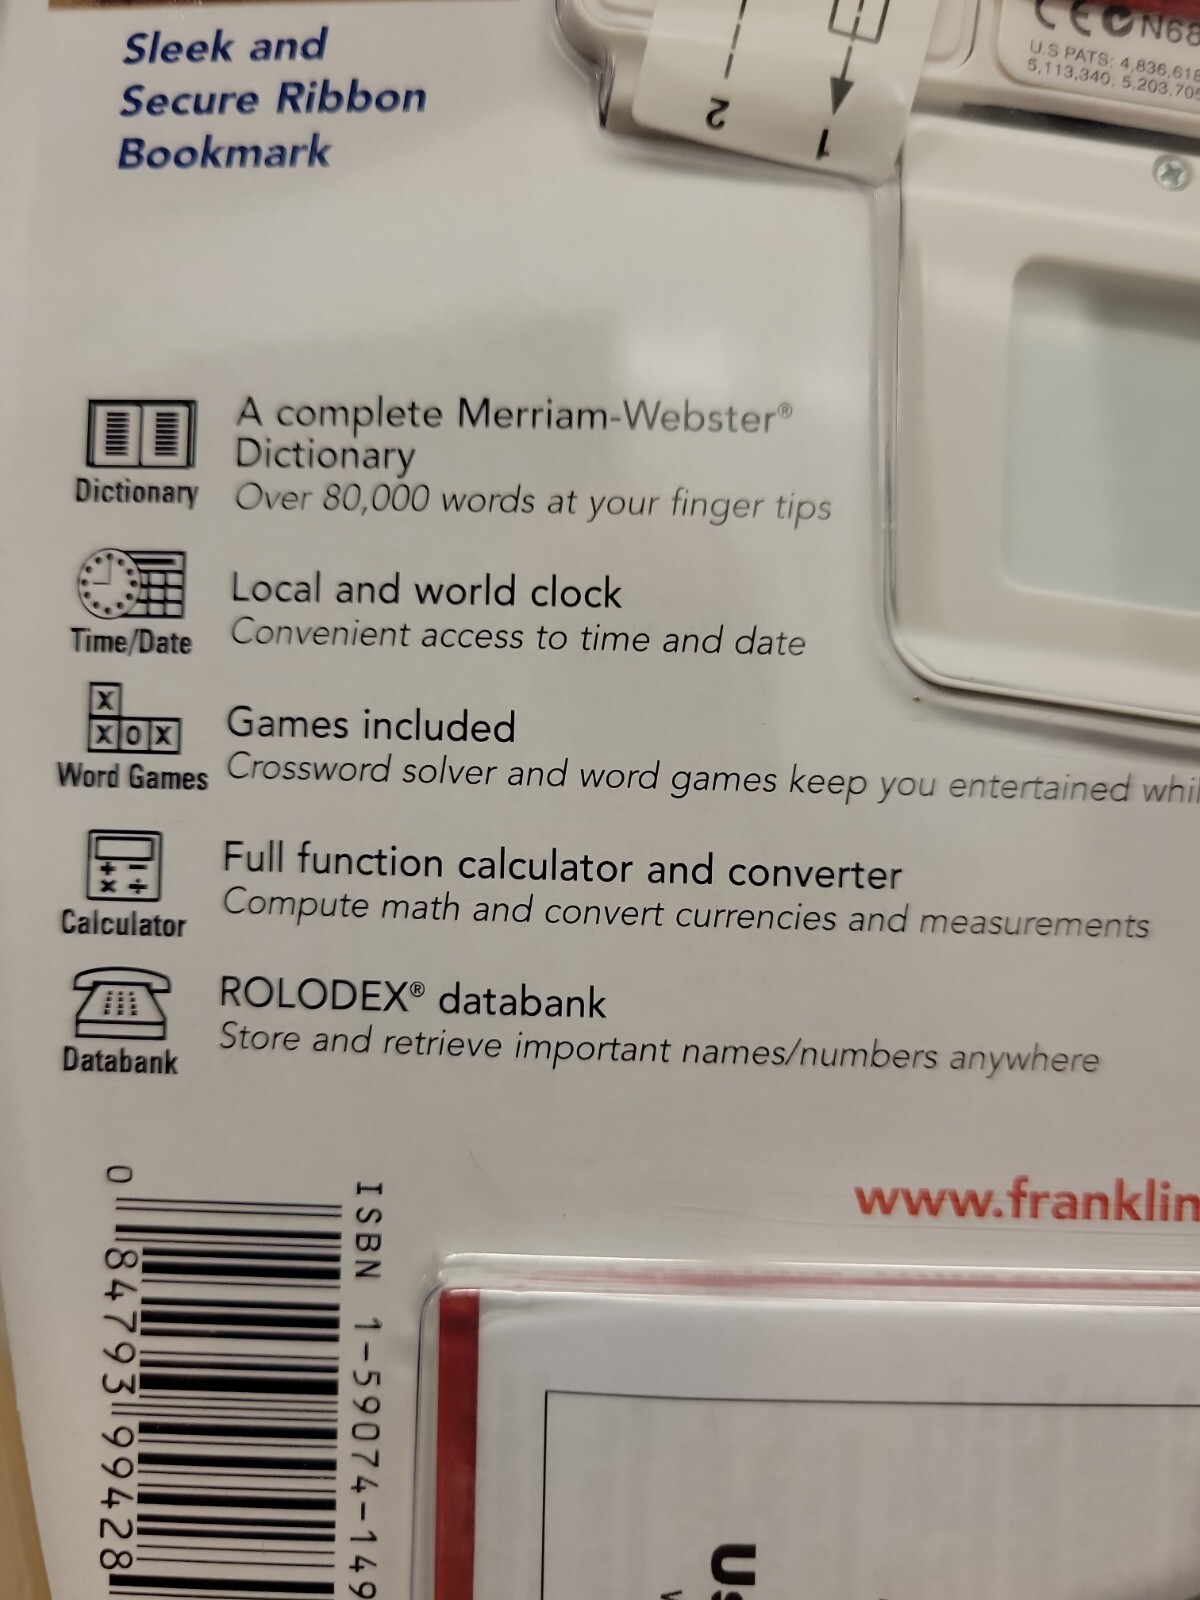 Sleek and
Secure Ribbon
Bookmark
2
1
N68
U.S PATS: 4,836,618
5,113,340, 5,203,705
A complete Merriam-Webster®
Dictionary
Dictionary
Over 80,000 words at your finger tips
Local and world clock
Time/Date
Convenient access to time and date
X
X O X
Games included
Word Games
Crossword solver and word games keep you entertained whil
Full function calculator and converter
Calculator
Compute math and convert currencies and measurements
ROLODEX® databank
Databank
Store and retrieve important names/numbers anywhere
www.franklin
ISBN 1-59074-149
0 84793 99428